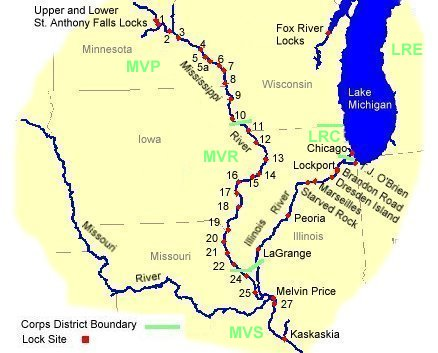 Upper and Lower
St. Anthony Falls Locks
Fox River
Locks
LRE
Minnesota
MVP
2
3
4
5
5a
6
7
8
9
10
Mississippi
River
Wisconsin
Lake
Michigan
LRC
Chicago
Lockport
J. O'Brien
Brandon Road
Dresden Island
Marseilles
Starved Rock
Iowa
MVR
11
12
13
14
15
16
17
18
19
20
21
22
24
25
27
Peoria
Illinois River
Illinois
LaGrange
Missouri
River
Missouri
Melvin Price
MVS
Kaskaskia
Corps District Boundary
Lock Site